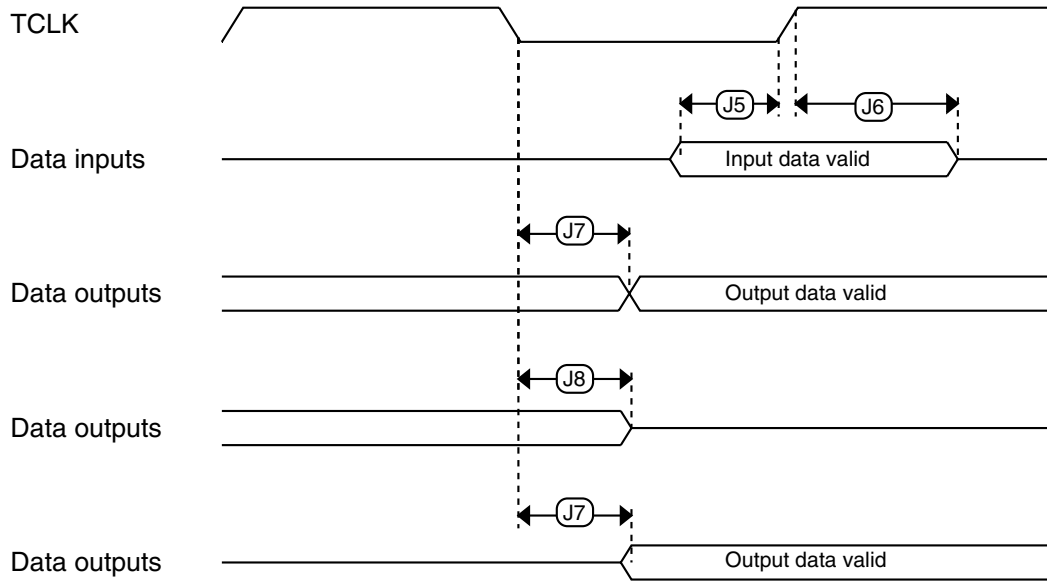 TCLK
J5
J6
Data inputs
Input data valid
J7
Data outputs
Output data valid
J8
Data outputs
J7
Data outputs
Output data valid